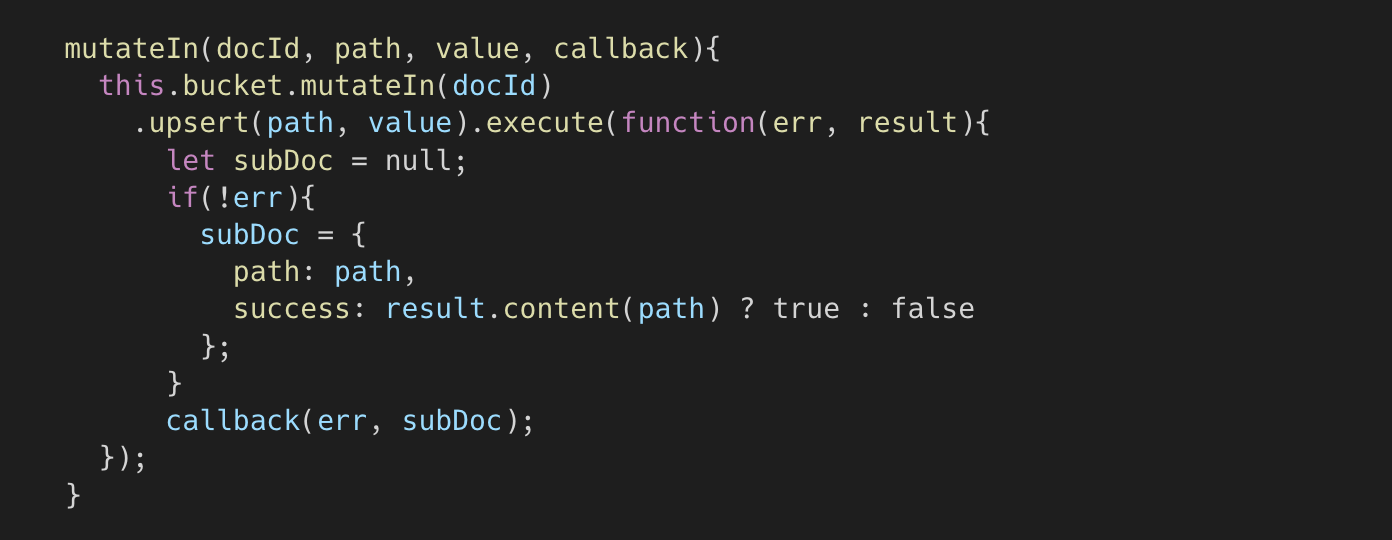 mutateIn(docId, path, value, callback){
  this.bucket.mutateIn(docId)
    .upsert(path, value).execute(function(err, result){
      let subDoc = null;
      if(!err){
        subDoc = {
          path: path,
          success: result.content(path) ? true : false
        };
      }
      callback(err, subDoc);
  });
}